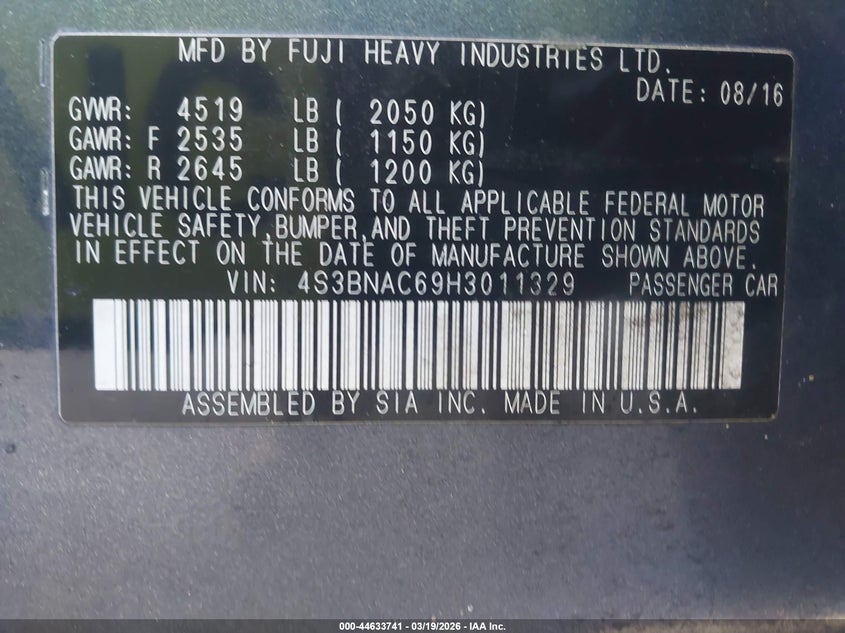 MFD BY FUJI HEAVY INDUSTRIES LTD.
DATE: 08/16
GVWR: 4519 LB ( 2050 KG)
GAWR: F 2535 LB ( 1150 KG)
GAWR: R 2645 LB ( 1200 KG)
THIS VEHICLE CONFORMS TO ALL APPLICABLE FEDERAL MOTOR
VEHICLE SAFETY,BUMPER,AND THEFT PREVENTION STANDARDS
IN EFFECT ON THE DATE OF MANUFACTURE SHOWN ABOVE.
VIN: 4S3BNAC69H3011329 PASSENGER CAR
ASSEMBLED BY SIA INC. MADE IN U.S.A.
000-44633741 | 03/19/2026 | IAA Inc.